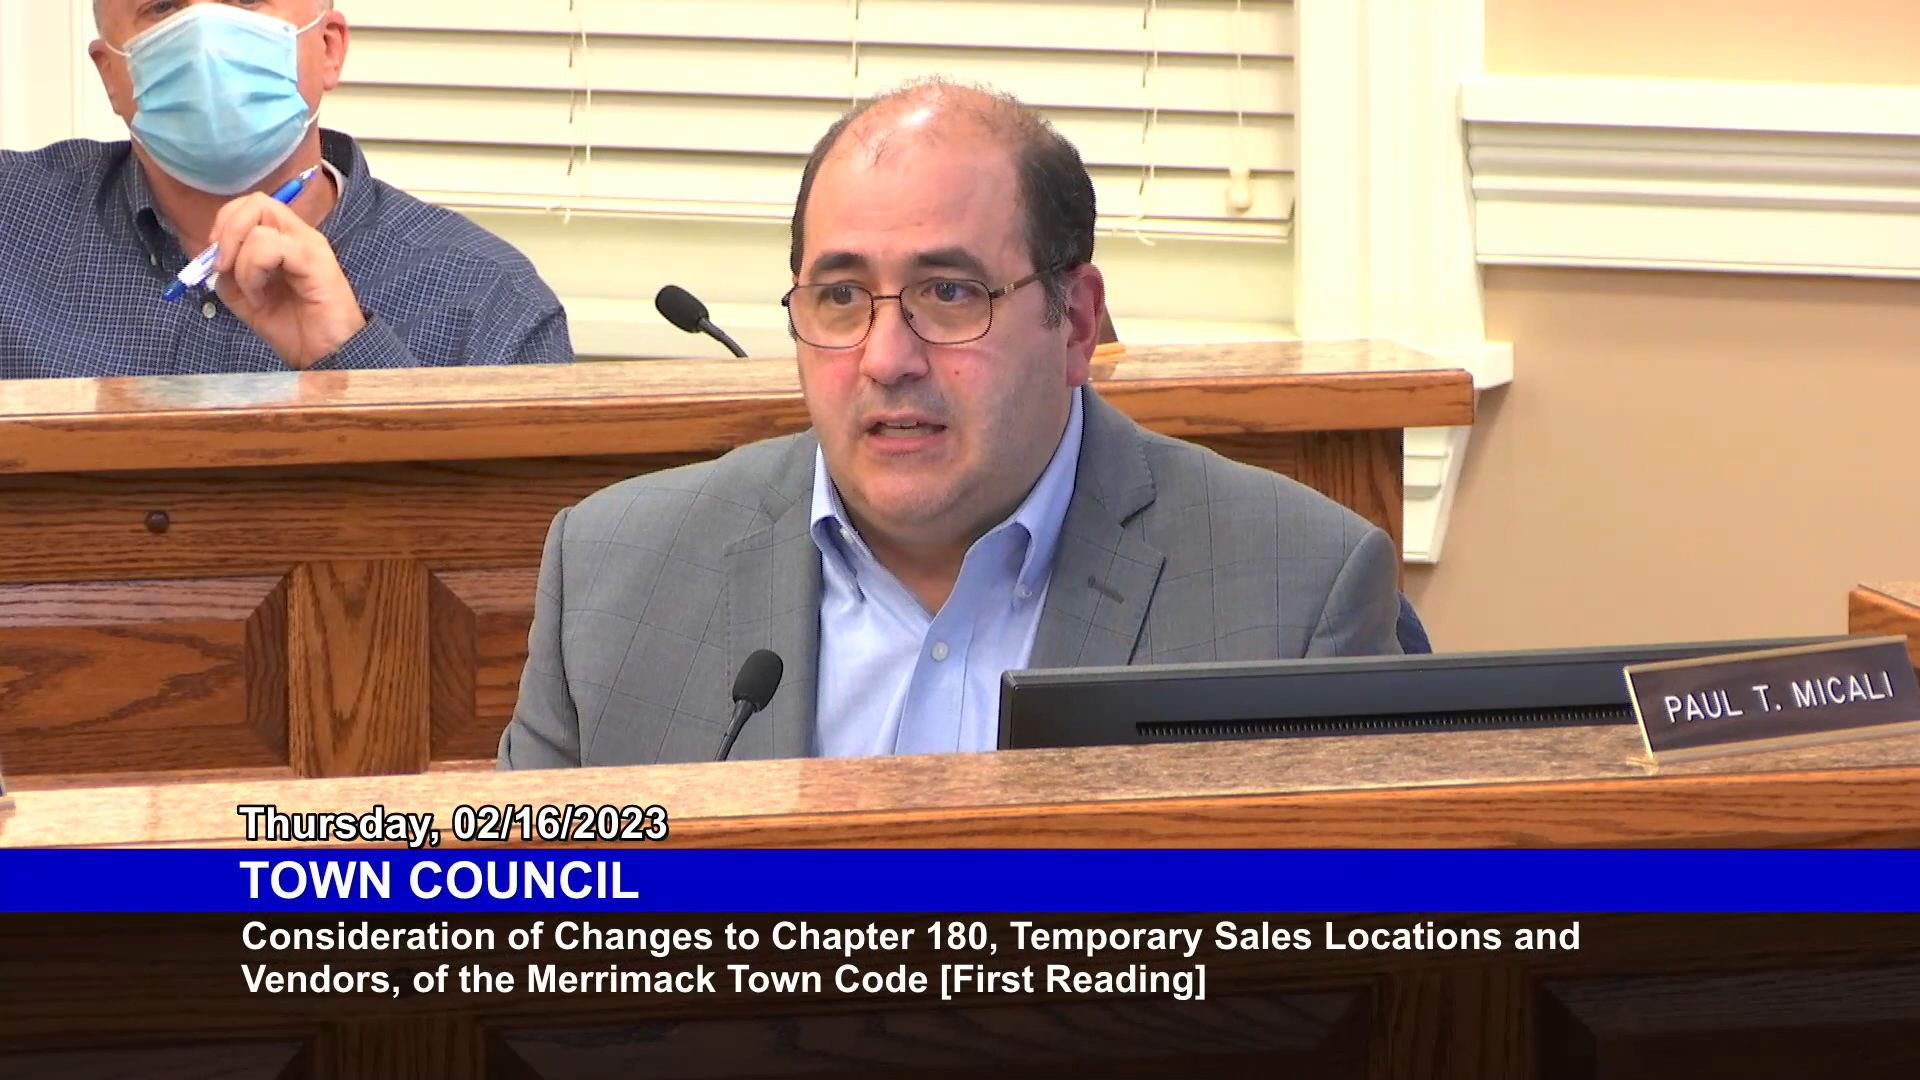 PAUL T. MICALI
Thursday, 02/16/2023
TOWN COUNCIL
Consideration of Changes to Chapter 180, Temporary Sales Locations and
Vendors, of the Merrimack Town Code [First Reading]